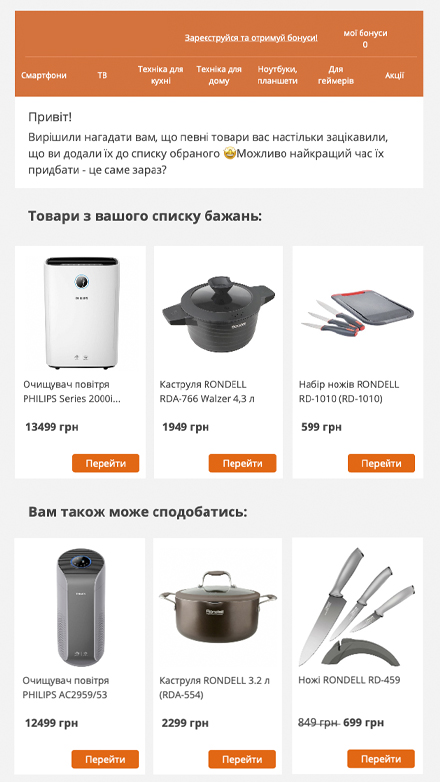 Зареєструйся та отримуй бонуси!
мої бонуси
0
Смартфони
ТВ
Техніка для
кухні
Техніка для
дому
Ноутбуки,
планшети
Для
геймерів
Акції
Привіт!
Вирішили нагадати вам, що певні товари вас настільки зацікавили,
що ви додали їх до списку обраного 🤩Можливо найкращий час їх
придбати - це саме зараз?
Товари з вашого списку бажань:
Очищувач повітря
PHILIPS Series 2000i...
13499 грн
Перейти
Каструля RONDELL
RDA-766 Walzer 4,3 л
1949 грн
Перейти
Набір ножів RONDELL
RD-1010 (RD-1010)
599 грн
Перейти
Вам також може сподобатись:
Rondell
Очищувач повітря
PHILIPS AC2959/53
12499 грн
Перейти
Каструля RONDELL 3.2 л
(RDA-554)
2299 грн
Перейти
Ножі RONDELL RD-459
849 грн 699 грн
Перейти